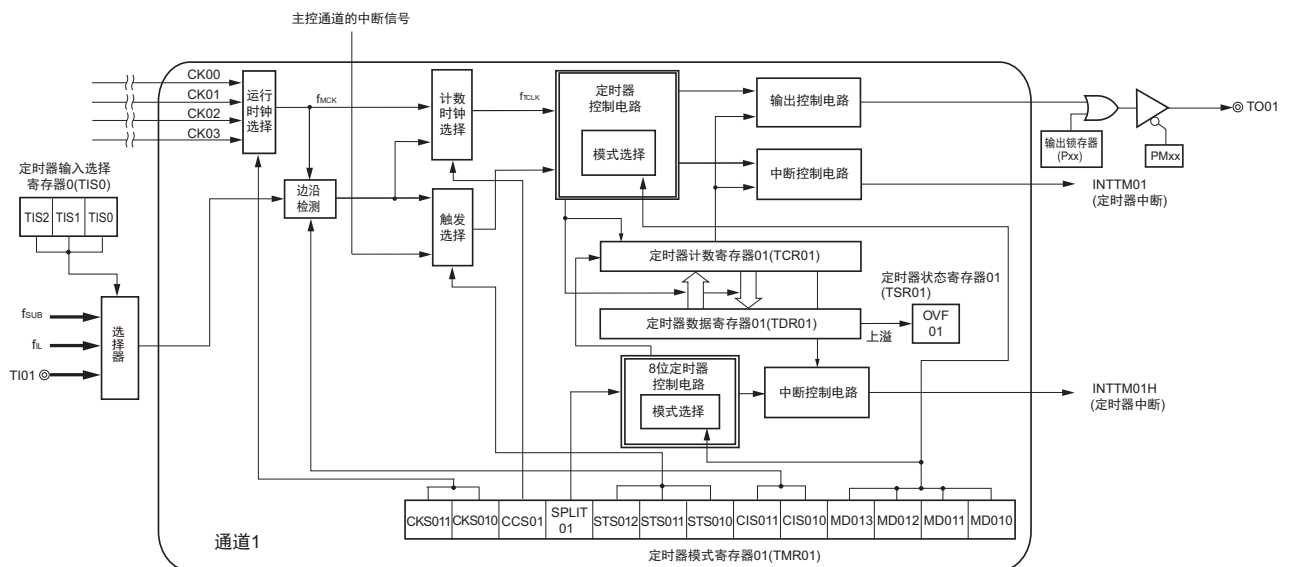 主控通道的中断信号
CK00
CK01
CK02
CK03
运行
时钟
选择
fMCK
计数
时钟
选择
fTCLK
定时器
控制电路
模式选择
输出控制电路
TO01
输出锁存器
(Pxx)
PMxx
中断控制电路
INTTM01
(定时器中断)
定时器输入选择
寄存器0(TIS0)
TIS2
TIS1
TIS0
边沿
检测
触发
选择
定时器计数寄存器01(TCR01)
定时器状态寄存器01
(TSR01)
定时器数据寄存器01(TDR01)
上溢
OVF
01
fSUB
fIL
TI01
选
择
器
8位定时器
控制电路
模式选择
中断控制电路
INTTM01H
(定时器中断)
CKS011
CKS010
CCS01
SPLIT
01
STS012
STS011
STS010
CIS011
CIS010
MD013
MD012
MD011
MD010
通道1
定时器模式寄存器01(TMR01)